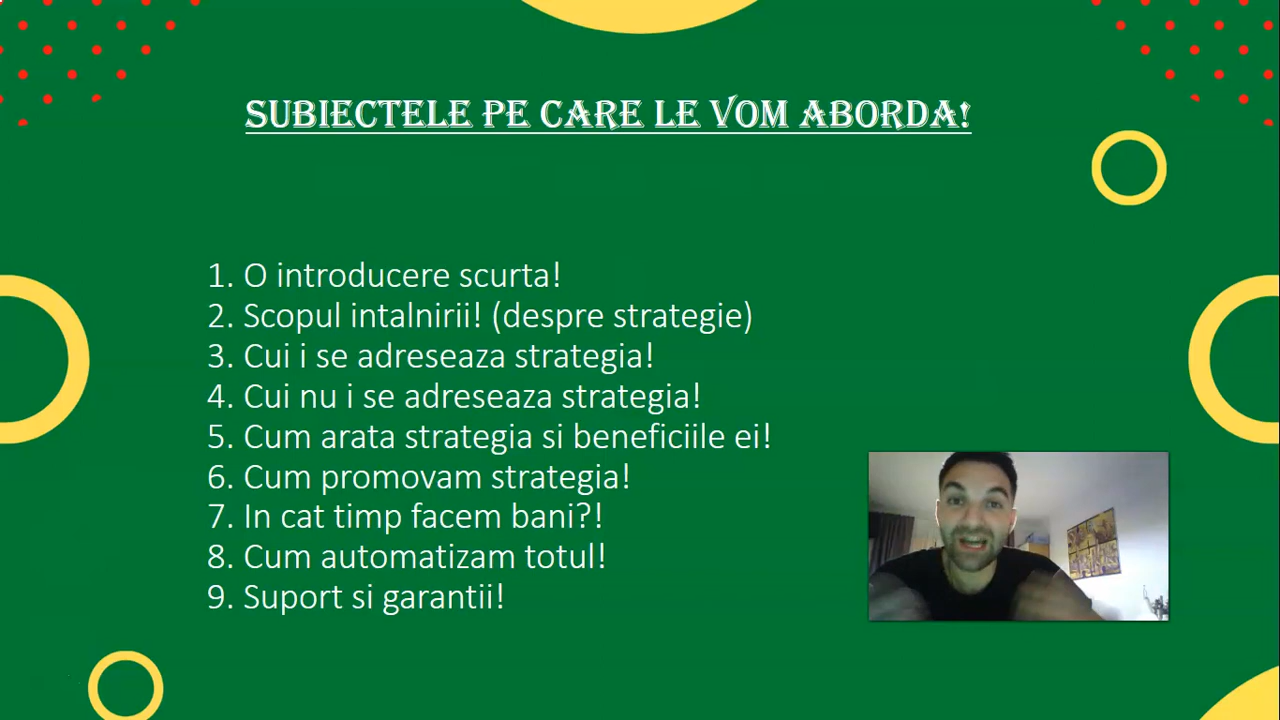 SUBIECTELE PE CARE LE VOM ABORDA!
1. O introducere scurta!
2. Scopul intalnirii! (despre strategie)
3. Cui i se adreseaza strategia!
4. Cui nu i se adreseaza strategia!
5. Cum arata strategia si beneficiile ei!
6. Cum promovam strategia!
7. In cat timp facem bani?!
8. Cum automatizam totul!
9. Suport si garantii!